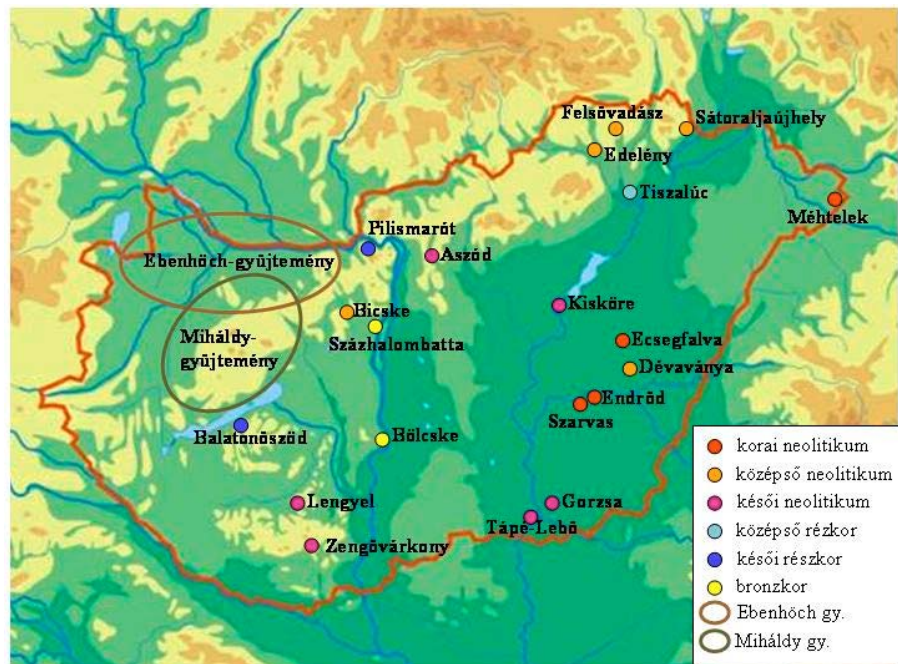 Felsővadász
Sátoraljaújhely
Edelény
Tiszalúc
Méhtelek
Pilismarót
Aszód
Ebenhöch-gyűjtemény
Kisköre
Bicske
Miháldy-
gyűjtemény
Százhalombatta
Ecsegfalva
Dévaványa
Endrőd
Szarvas
Balatonőszöd
Bölcske
Lengyel
Gorzsa
Tápé-Lebő
Zengővárkony
korai neolitikum
középső neolitikum
késői neolitikum
középső rézkor
késői részkor
bronzkor
Ebenhöch gy.
Miháldy gy.